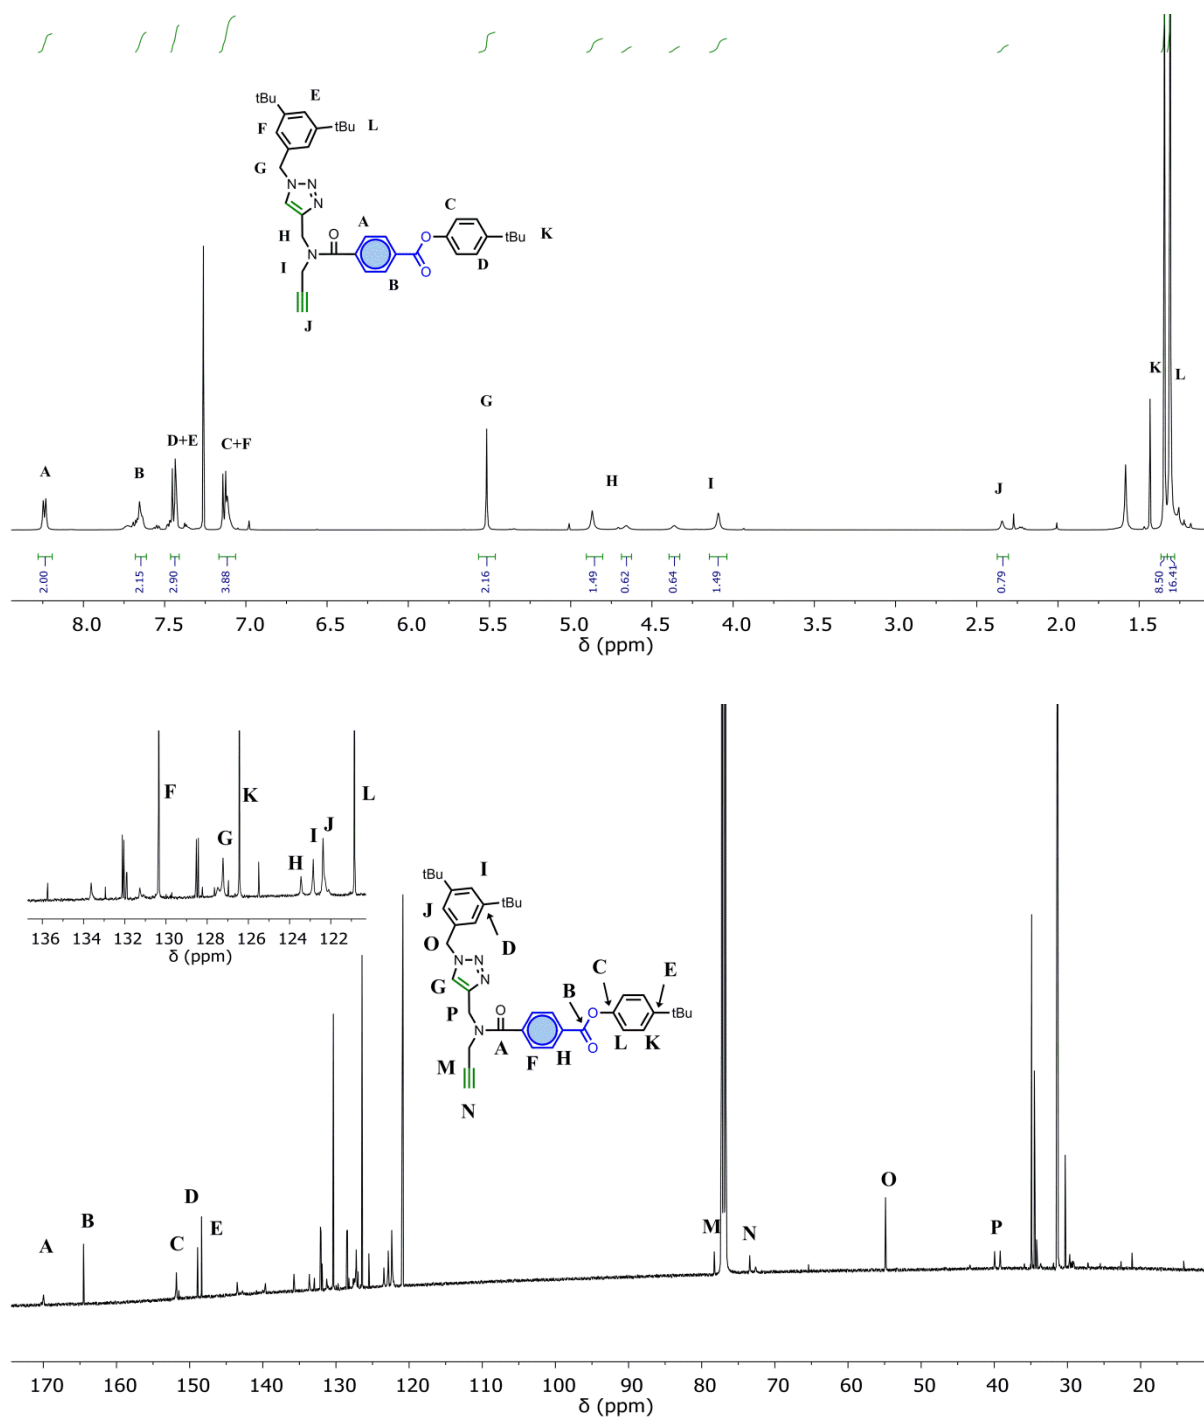 tBu
E
tBu
L
F
G
N
N
N
C
H
O
A
O
tBu
K
I
N
O
D
B
J
K
L
G
D+E
C+F
A
B
H
I
J
2.00
2.15
2.90
3.88
2.16
1.49
0.62
0.64
1.49
0.79
8.50
16.41
8.0 7.5 7.0 6.5 6.0 5.5 5.0 4.5 4.0 3.5 3.0 2.5 2.0 1.5
δ (ppm)
F
K
L
G
J
I
H
136 134 132 130 128 126 124 122
δ (ppm)
tBu
I
J
tBu
O
D
N
N
N
G
C
E
B
P
O
O
tBu
N
A
L
K
O
F
H
M
N
D
B
E
C
A
M
N
O
P
170 160 150 140 130 120 110 100 90 80 70 60 50 40 30 20
δ (ppm)